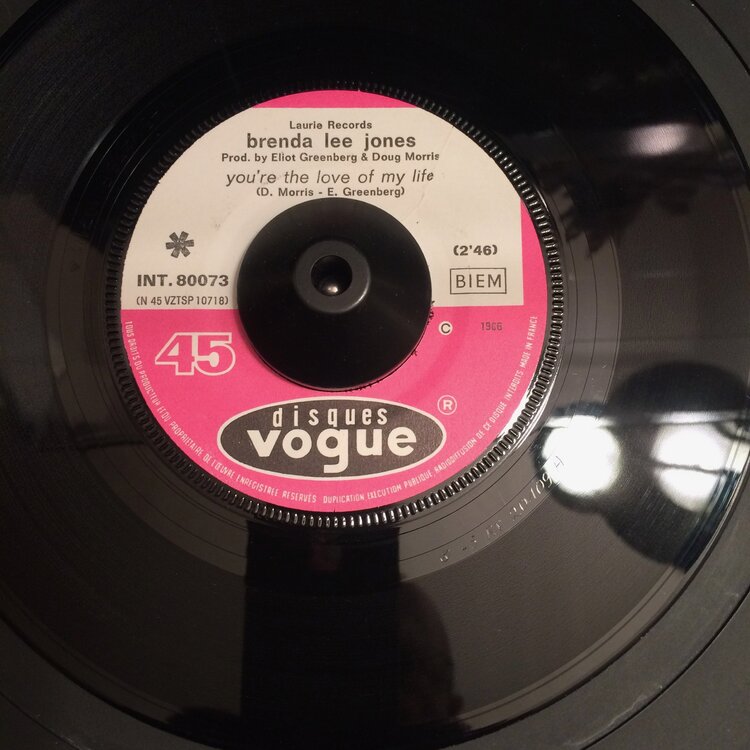 Laurie Records
brenda lee jones
Prod. by Eliot Greenberg & Doug Morris
you're the love of my life
(D. Morris - E. Greenberg)
(2'46)
INT. 80073
BIEM
(N 45 VZTSP 10718)
© 1966
45
disques
vogue
®
TOUS DROITS DU PRODUCTEUR ET DU PROPRIÉTAIRE DE L'ŒUVRE ENREGISTRÉE RÉSERVÉS DUPLICATION EXÉCUTION PUBLIQUE RADIODIFFUSION DE CE DISQUE INTERDITS MADE IN FRANCE